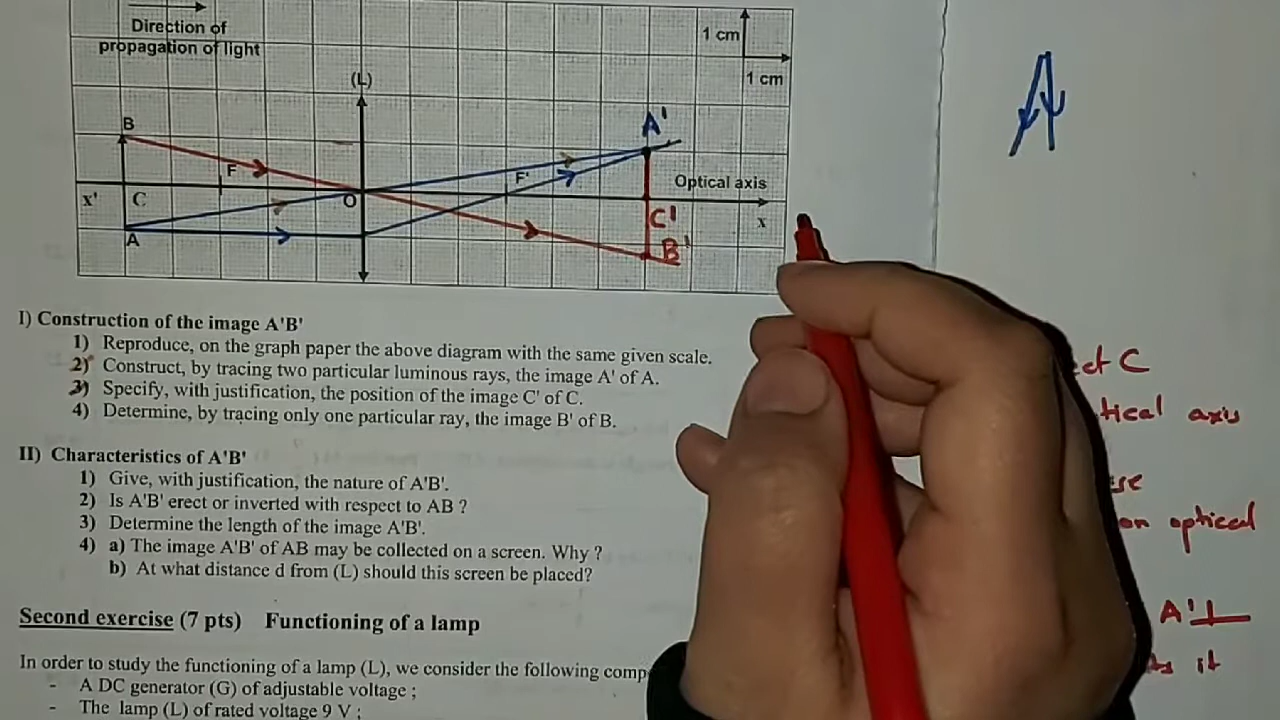 Direction of
propagation of light
1 cm
1 cm
(L)
A
B
A'
F
F'
Optical axis
x'
C
O
C'
x
A
B'
I) Construction of the image A'B'
1) Reproduce, on the graph paper the above diagram with the same given scale.
2) Construct, by tracing two particular luminous rays, the image A' of A.
3) Specify, with justification, the position of the image C' of C.
4) Determine, by tracing only one particular ray, the image B' of B.
II) Characteristics of A'B'
1) Give, with justification, the nature of A'B'.
2) Is A'B' erect or inverted with respect to AB ?
3) Determine the length of the image A'B'.
4) a) The image A'B' of AB may be collected on a screen. Why ?
b) At what distance d from (L) should this screen be placed?
Second exercise (7 pts) Functioning of a lamp
In order to study the functioning of a lamp (L), we consider the following
- A DC generator (G) of adjustable voltage ;
- The lamp (L) of rated voltage 9 V ;
C
axis
on optical
A'⊥
it